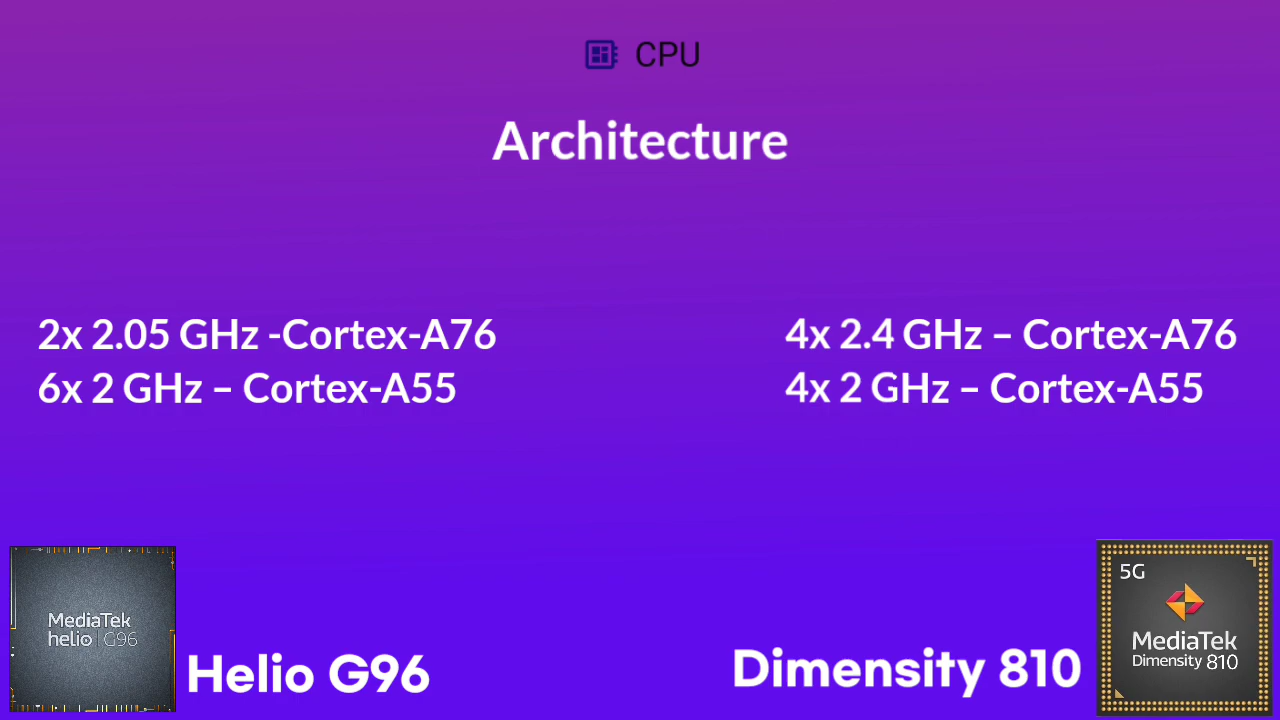 CPU
Architecture
2x 2.05 GHz -Cortex-A76
6x 2 GHz – Cortex-A55
4x 2.4 GHz – Cortex-A76
4x 2 GHz – Cortex-A55
MediaTek
helio G96
Helio G96
Dimensity 810
5G
MediaTek
Dimensity 810